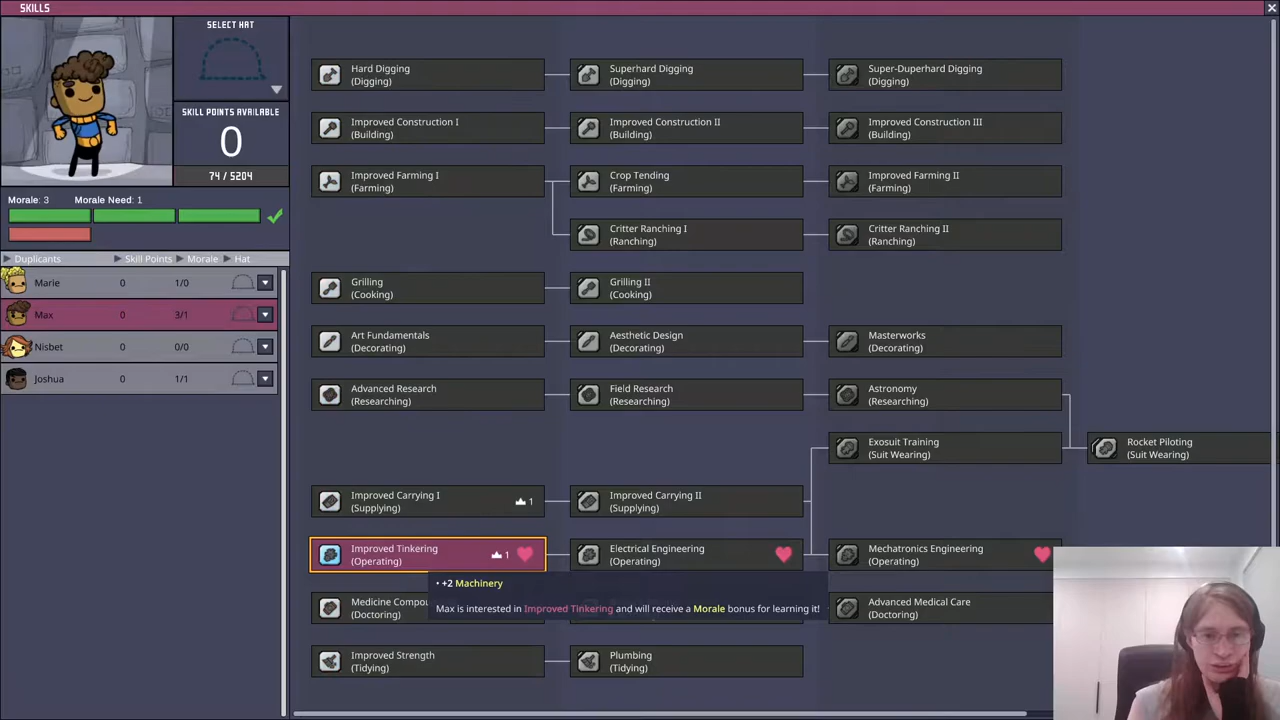 SKILLS
SELECT HAT
SKILL POINTS AVAILABLE
0
74 / 5204
Morale: 3
Morale Need: 1
Duplicants
Skill Points
Morale
Hat
Marie
0
1/0
Max
0
3/1
Nisbet
0
0/0
Joshua
0
1/1
Hard Digging
(Digging)
Superhard Digging
(Digging)
Super-Duperhard Digging
(Digging)
Improved Construction I
(Building)
Improved Construction II
(Building)
Improved Construction III
(Building)
Improved Farming I
(Farming)
Crop Tending
(Farming)
Improved Farming II
(Farming)
Critter Ranching I
(Ranching)
Critter Ranching II
(Ranching)
Grilling
(Cooking)
Grilling II
(Cooking)
Art Fundamentals
(Decorating)
Aesthetic Design
(Decorating)
Masterworks
(Decorating)
Advanced Research
(Researching)
Field Research
(Researching)
Astronomy
(Researching)
Exosuit Training
(Suit Wearing)
Rocket Piloting
(Suit Wearing)
Improved Carrying I
(Supplying)
1
Improved Carrying II
(Supplying)
Improved Tinkering
(Operating)
1
Electrical Engineering
(Operating)
Mechatronics Engineering
(Operating)
• +2 Machinery
Max is interested in Improved Tinkering and will receive a Morale bonus for learning it!
Medicine Compou
(Doctoring)
Advanced Medical Care
(Doctoring)
Improved Strength
(Tidying)
Plumbing
(Tidying)